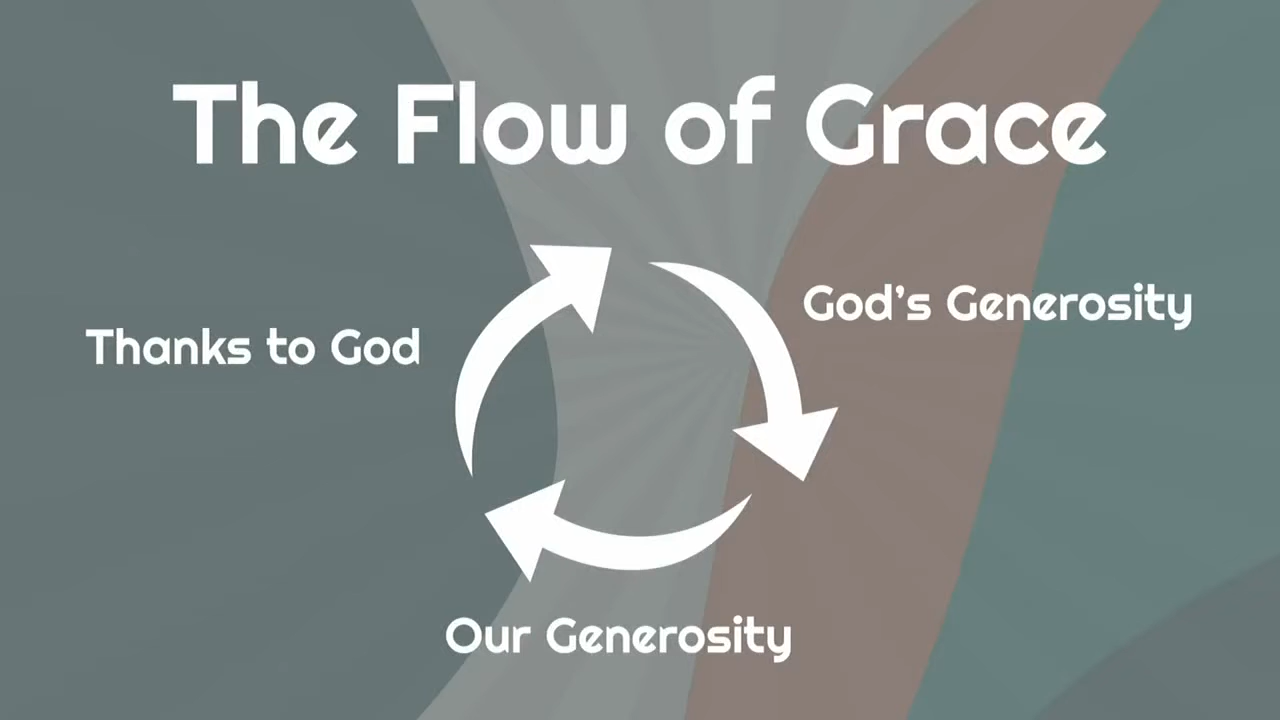 The Flow of Grace
God's Generosity
Thanks to God
Our Generosity